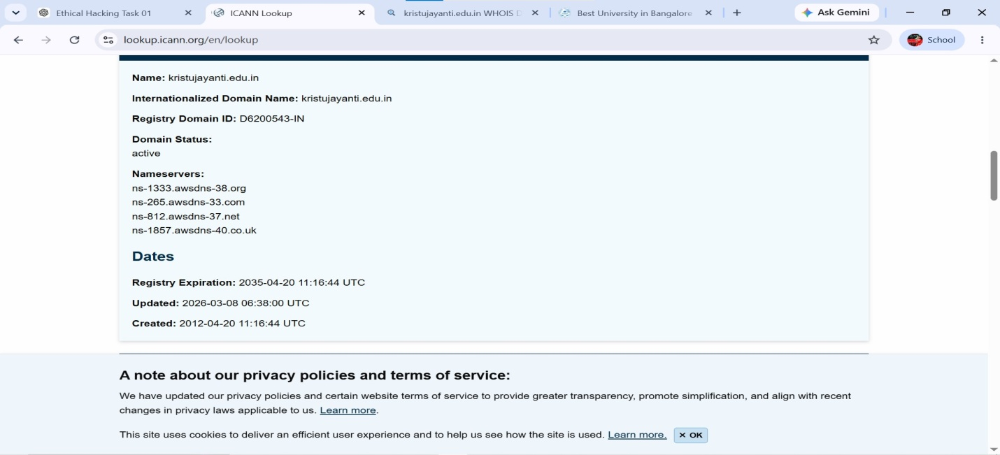 Ethical Hacking Task 01
ICANN Lookup
kristujayanti.edu.in WHOIS D
Best University in Bangalore
Ask Gemini
lookup.icann.org/en/lookup
School
Name: kristujayanti.edu.in
Internationalized Domain Name: kristujayanti.edu.in
Registry Domain ID: D6200543-IN
Domain Status:
active
Nameservers:
ns-1333.awsdns-38.org
ns-265.awsdns-33.com
ns-812.awsdns-37.net
ns-1857.awsdns-40.co.uk
Dates
Registry Expiration: 2035-04-20 11:16:44 UTC
Updated: 2026-03-08 06:38:00 UTC
Created: 2012-04-20 11:16:44 UTC
A note about our privacy policies and terms of service:
We have updated our privacy policies and certain website terms of service to provide greater transparency, promote simplification, and align with recent
changes in privacy laws applicable to us. Learn more.
This site uses cookies to deliver an efficient user experience and to help us see how the site is used. Learn more. × OK